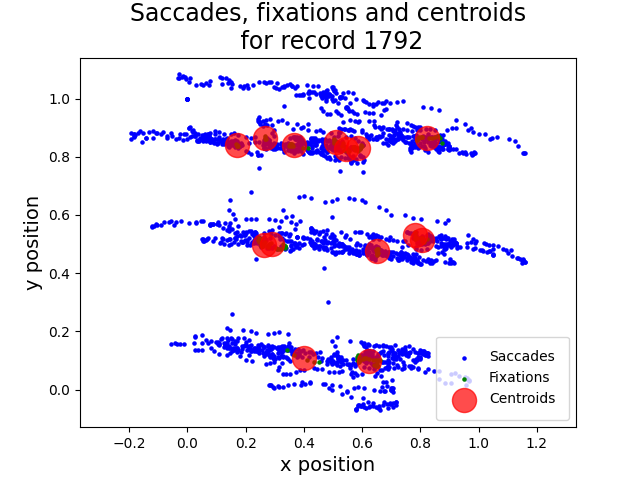 Saccades, fixations and centroids
for record 1792
y position
1.0
0.8
0.6
0.4
0.2
0.0
−0.2
0.0
0.2
0.4
0.6
0.8
1.0
1.2
x position
Saccades
Fixations
Centroids